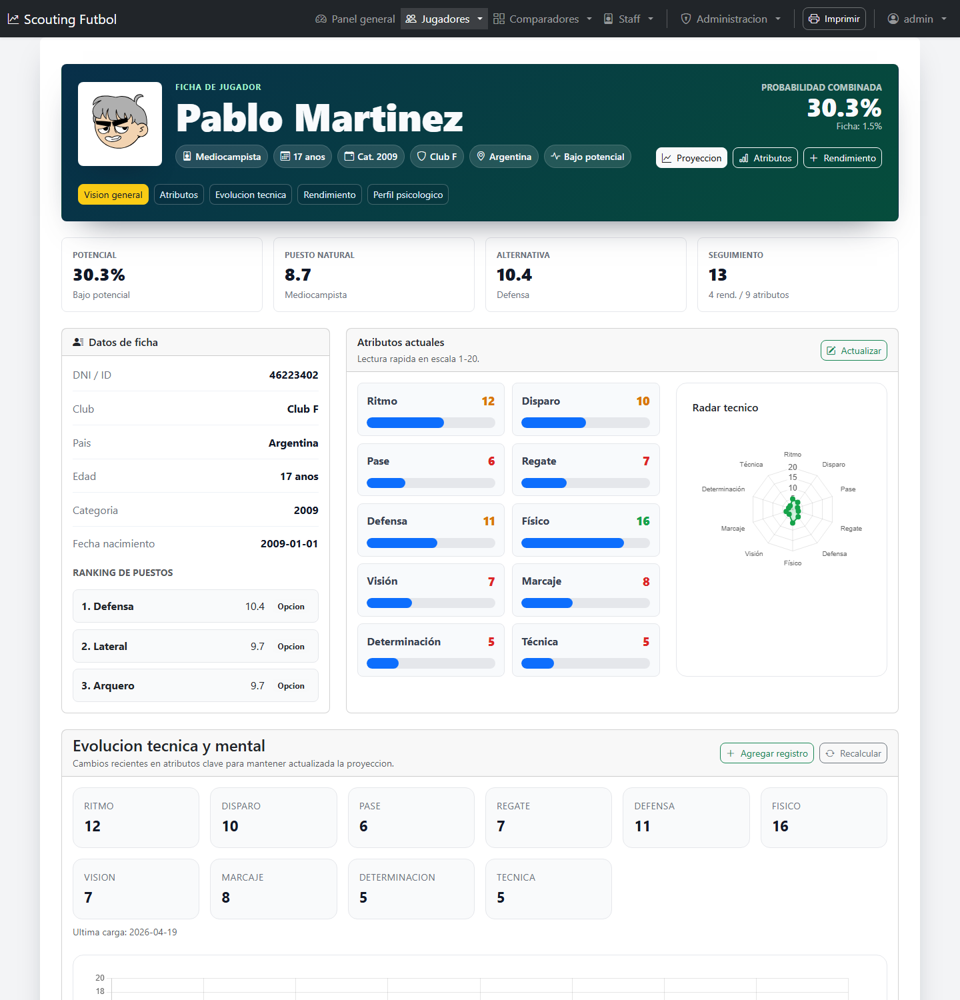 Scouting Futbol
Panel general
Jugadores
Comparadores
Staff
Administracion
Imprimir
admin
FICHA DE JUGADOR
Pablo Martinez
Mediocampista
17 anos
Cat. 2009
Club F
Argentina
Bajo potencial
PROBABILIDAD COMBINADA
30.3%
Ficha: 1.5%
Proyeccion
Atributos
Rendimiento
Vision general
Atributos
Evolucion tecnica
Rendimiento
Perfil psicologico
POTENCIAL
30.3%
Bajo potencial
PUESTO NATURAL
8.7
Mediocampista
ALTERNATIVA
10.4
Defensa
SEGUIMIENTO
13
4 rend. / 9 atributos
Datos de ficha
DNI / ID 46223402
Club Club F
Pais Argentina
Edad 17 anos
Categoria 2009
Fecha nacimiento 2009-01-01
RANKING DE PUESTOS
1. Defensa 10.4 Opcion
2. Lateral 9.7 Opcion
3. Arquero 9.7 Opcion
Atributos actuales
Lectura rapida en escala 1-20.
Actualizar
Ritmo 12
Disparo 10
Pase 6
Regate 7
Defensa 11
Físico 16
Visión 7
Marcaje 8
Determinación 5
Técnica 5
Radar tecnico
Ritmo
Disparo
Pase
Regate
Defensa
Físico
Visión
Marcaje
Determinación
Técnica
20
15
10
Evolucion tecnica y mental
Cambios recientes en atributos clave para mantener actualizada la proyeccion.
Agregar registro
Recalcular
RITMO
12
DISPARO
10
PASE
6
REGATE
7
DEFENSA
11
FISICO
16
VISION
7
MARCAJE
8
DETERMINACION
5
TECNICA
5
Ultima carga: 2026-04-19
20
18